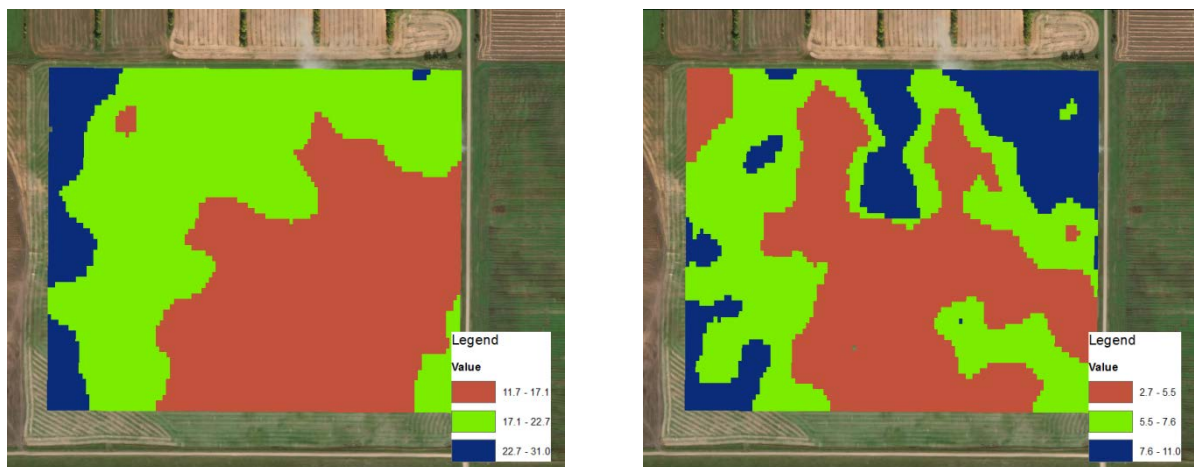 Legend
Value
11.7 - 17.1
17.1 - 22.7
22.7 - 31.0
Legend
Value
2.7 - 5.5
5.5 - 7.6
7.6 - 11.0